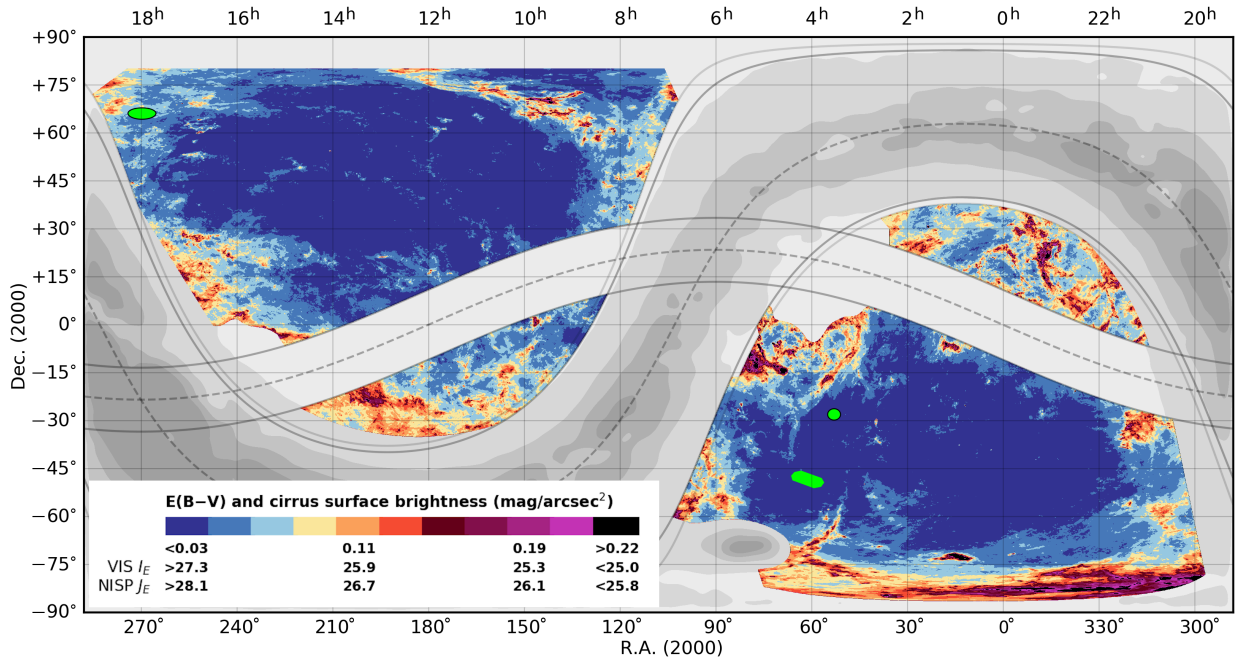 18h 16h 14h 12h 10h 8h 6h 4h 2h 0h 22h 20h
+90°
+75°
+60°
+45°
+30°
+15°
0°
−15°
−30°
−45°
−60°
−75°
−90°
Dec. (2000)
E(B−V) and cirrus surface brightness (mag/arcsec²)
<0.03 0.11 0.19 >0.22
VIS I_E >27.3 25.9 25.3 <25.0
NISP J_E >28.1 26.7 26.1 <25.8
270° 240° 210° 180° 150° 120° 90° 60° 30° 0° 330° 300°
R.A. (2000)